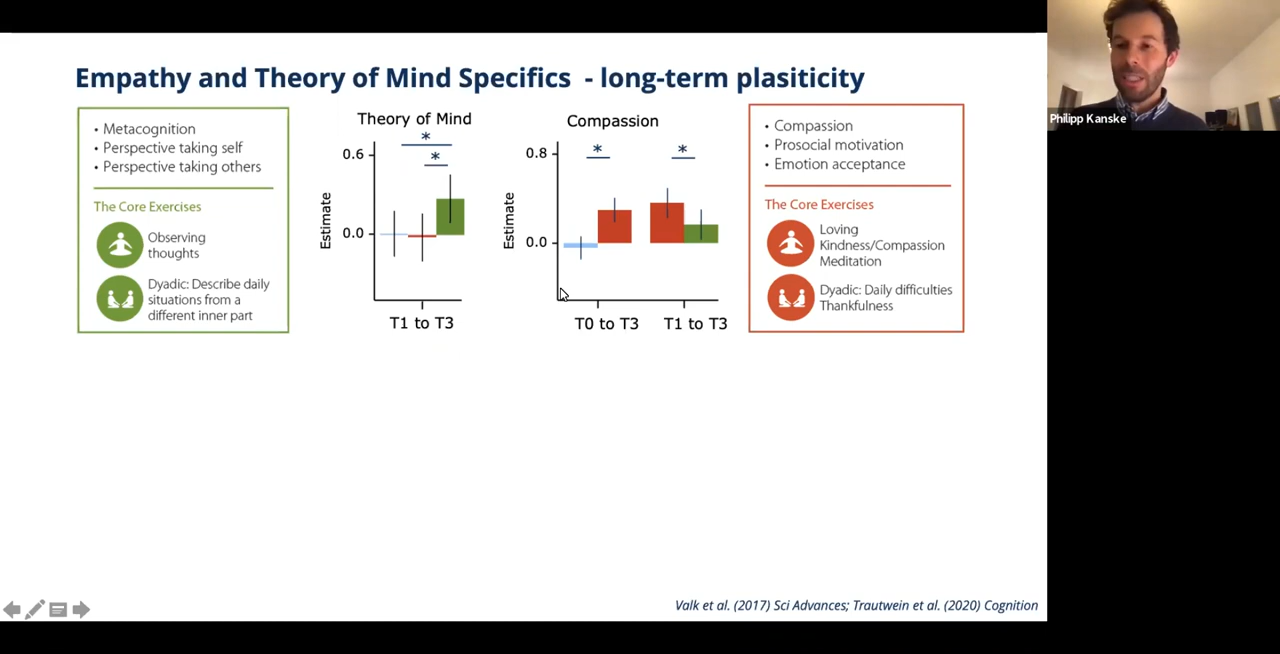 Empathy and Theory of Mind Specifics - long-term plasiticity
• Metacognition
• Perspective taking self
• Perspective taking others
The Core Exercises
Observing
thoughts
Dyadic: Describe daily
situations from a
different inner part
Theory of Mind
*
*
0.6
0.0
Estimate
T1 to T3
Compassion
*
*
0.8
0.0
Estimate
T0 to T3
T1 to T3
• Compassion
• Prosocial motivation
• Emotion acceptance
The Core Exercises
Loving
Kindness/Compassion
Meditation
Dyadic: Daily difficulties
Thankfulness
Valk et al. (2017) Sci Advances; Trautwein et al. (2020) Cognition
Philipp Kanske